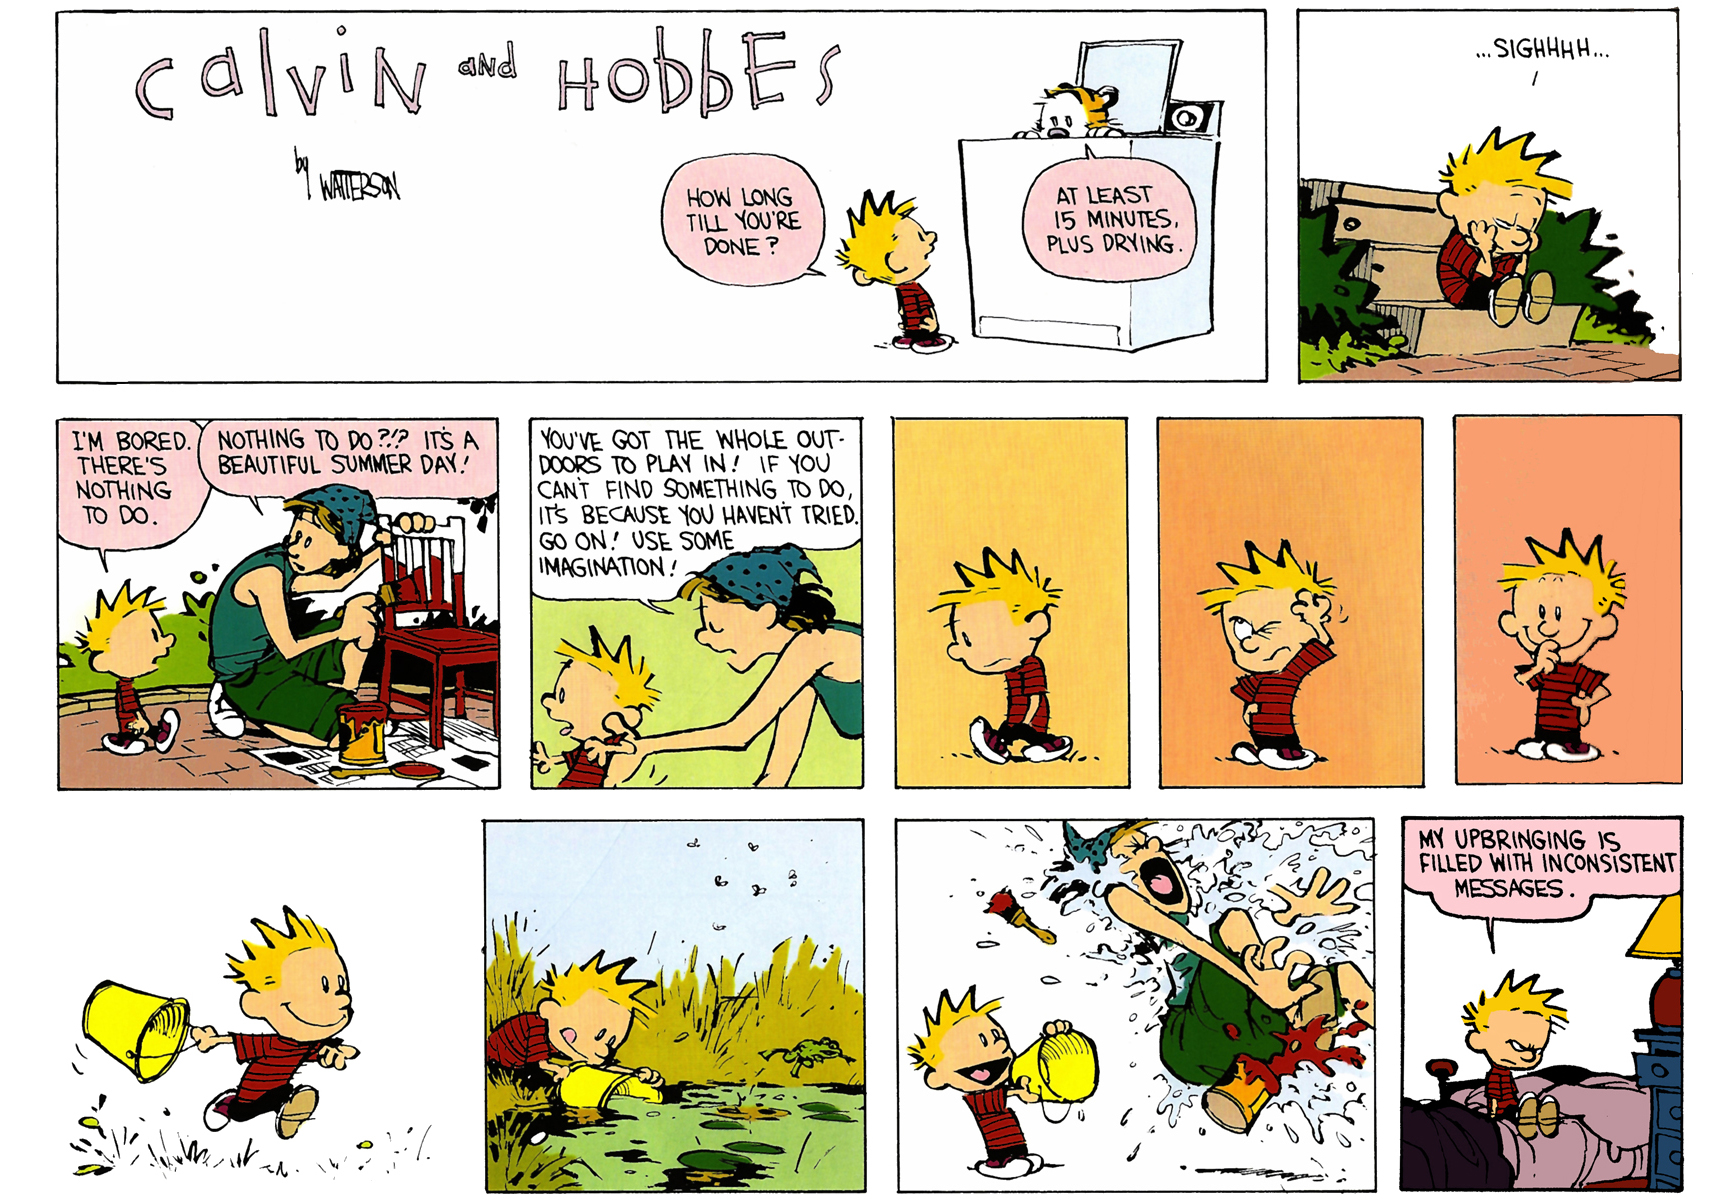 Calvin and Hobbes
by WATTERSON
HOW LONG
TILL YOU'RE
DONE?
AT LEAST
15 MINUTES,
PLUS DRYING.
...SIGHHHH...
I'M BORED.
THERE'S
NOTHING
TO DO.
NOTHING TO DO?!? IT'S A
BEAUTIFUL SUMMER DAY!
YOU'VE GOT THE WHOLE OUT-
DOORS TO PLAY IN! IF YOU
CAN'T FIND SOMETHING TO DO,
IT'S BECAUSE YOU HAVEN'T TRIED.
GO ON! USE SOME
IMAGINATION!
MY UPBRINGING IS
FILLED WITH INCONSISTENT
MESSAGES.